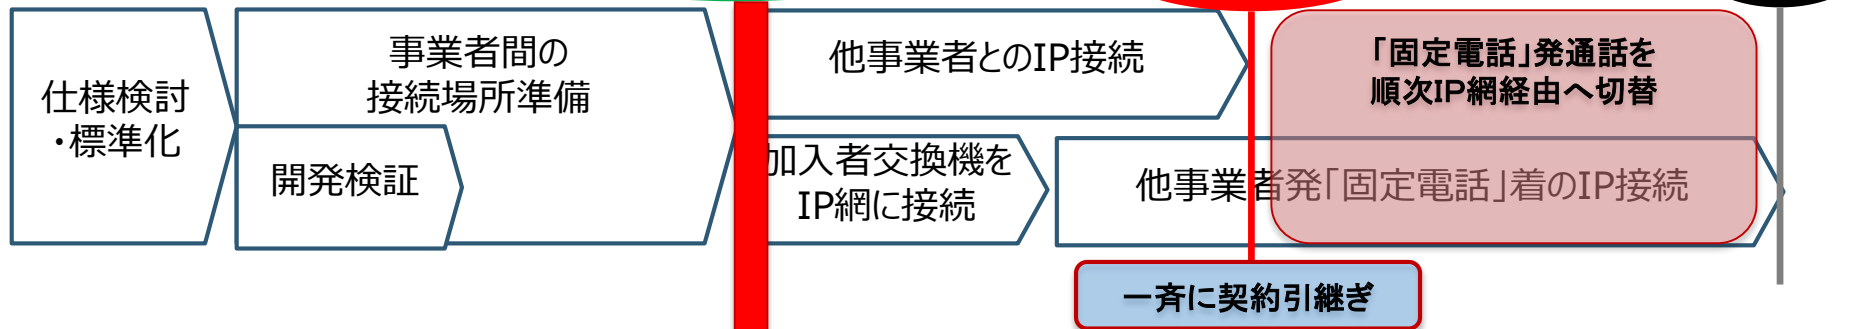 仕様検討
・標準化
事業者間の
接続場所準備
開発検証
他事業者とのIP接続
加入者交換機を
IP網に接続
他事業者発「固定電話」着のIP接続
「固定電話」発通話を
順次IP網経由へ切替
一斉に契約引継ぎ